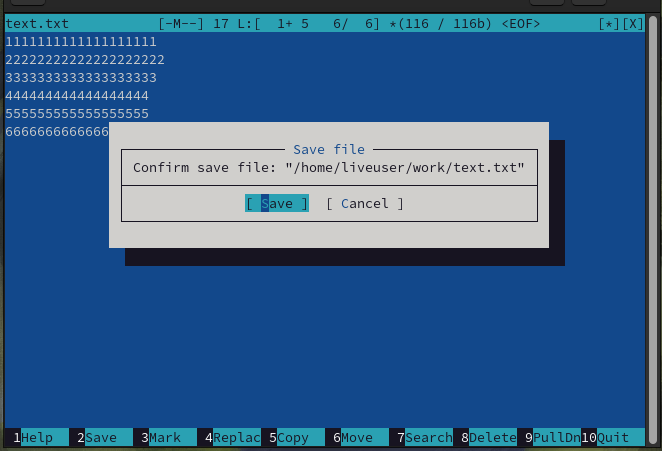 text.txt [-M--] 17 L:[ 1+ 5 6/ 6] *(116 / 116b) <EOF> [*][X]
1111111111111111111
22222222222222222222
3333333333333333333
444444444444444444
555555555555555555
6666666666666
Save file
Confirm save file: "/home/liveuser/work/text.txt"
[ Save ] [ Cancel ]
1Help 2Save 3Mark 4Replac 5Copy 6Move 7Search 8Delete 9PullDn 10Quit